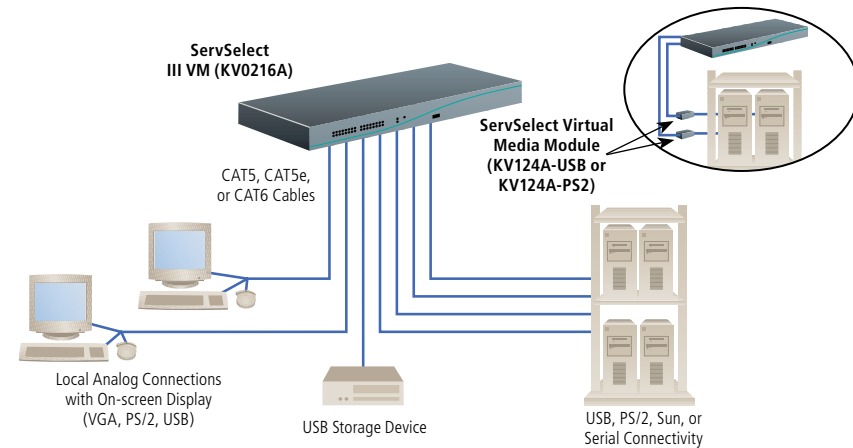 ServSelect
III VM (KV0216A)
ServSelect Virtual
Media Module
(KV124A-USB or
KV124A-PS2)
CAT5, CAT5e,
or CAT6 Cables
Local Analog Connections
with On-screen Display
(VGA, PS/2, USB)
USB Storage Device
USB, PS/2, Sun, or
Serial Connectivity